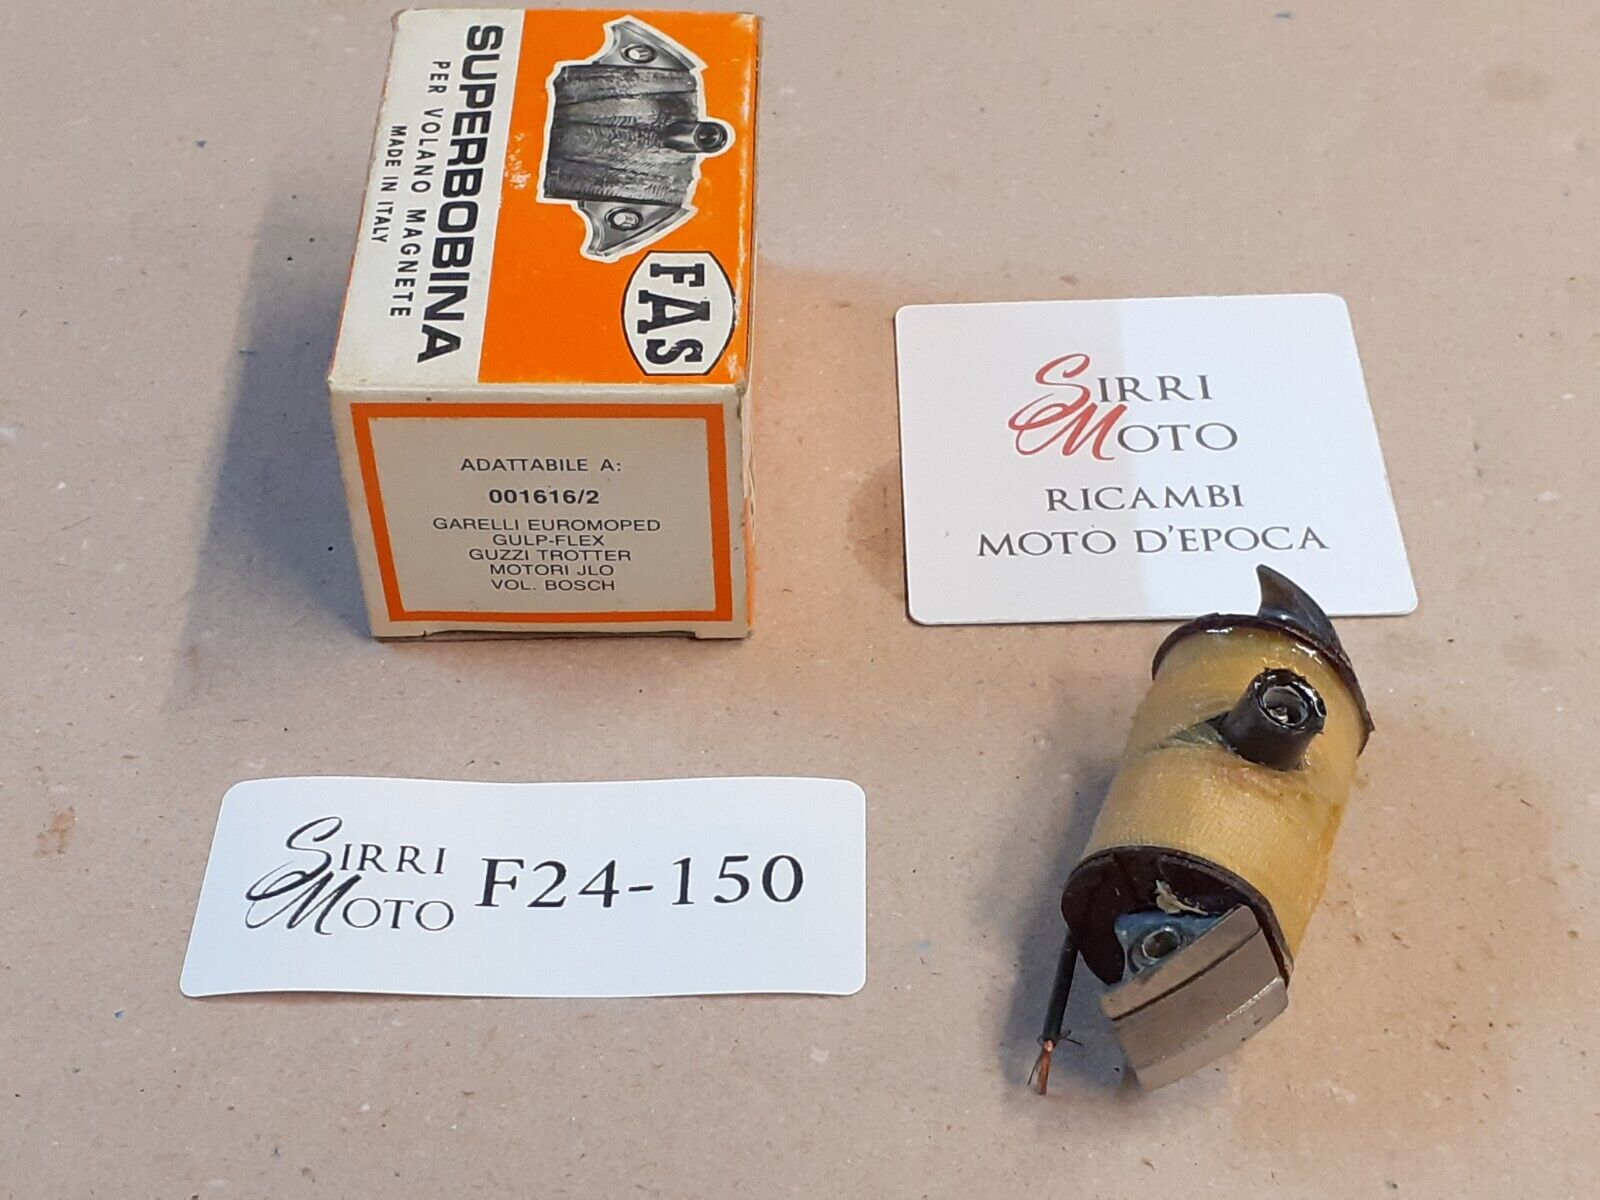 SUPERBOBINA
PER VOLANO MAGNETE
MADE IN ITALY
FAS
ADATTABILE A:
001616/2
GARELLI EUROMOPED
GULP-FLEX
GUZZI TROTTER
MOTORI JLO
VOL. BOSCH
SIRRI
MOTO
RICAMBI
MOTO D'EPOCA
SIRRI
MOTO
F24-150